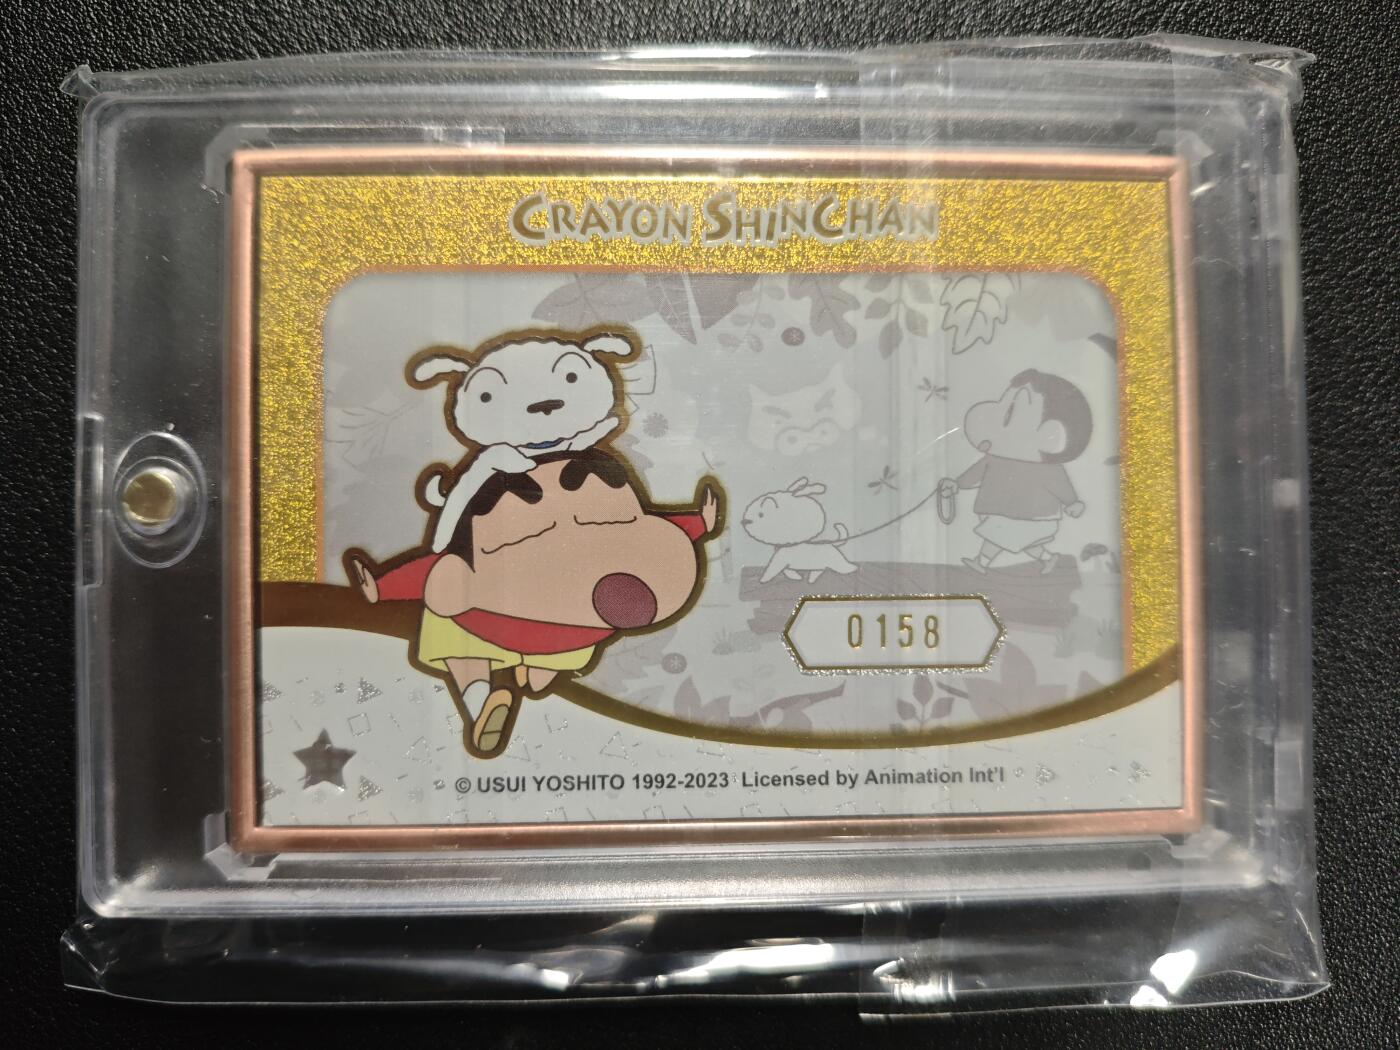 CRAYON SHINCHAN
0158
© USUI YOSHITO 1992-2023 Licensed by Animation Int'l